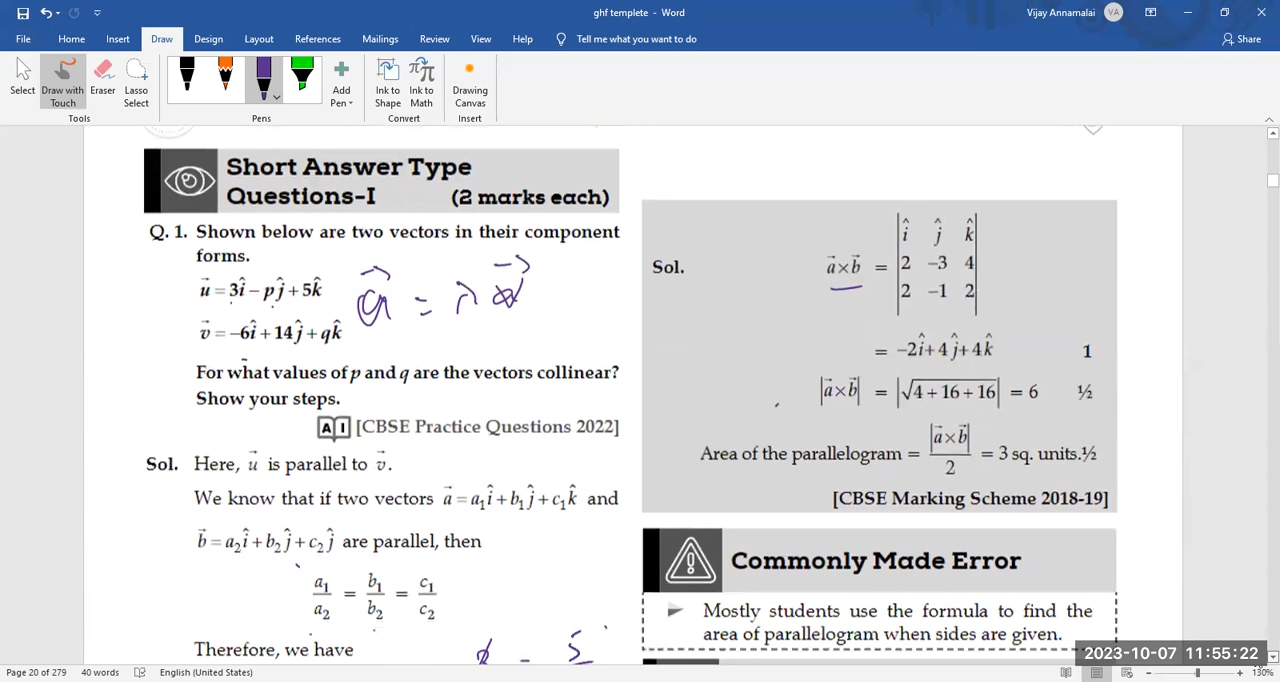 ghf templete - Word
Vijay Annamalai VA
File Home Insert Draw Design Layout References Mailings Review View Help Tell me what you want to do Share
Select Draw with Touch Eraser Lasso Select Add Pen Ink to Shape Ink to Math Drawing Canvas
Tools Pens Convert Insert
Short Answer Type
Questions-I (2 marks each)
Q. 1. Shown below are two vectors in their component
forms.
u⃗ = 3î − pĵ + 5k̂
v⃗ = −6î + 14ĵ + qk̂
For what values of p and q are the vectors collinear?
Show your steps.
AI [CBSE Practice Questions 2022]
Sol. Here, u⃗ is parallel to v⃗.
We know that if two vectors a⃗ = a₁î + b₁ĵ + c₁k̂ and
b⃗ = a₂î + b₂ĵ + c₂ĵ are parallel, then
a₁/a₂ = b₁/b₂ = c₁/c₂
Therefore, we have
Sol. a⃗ × b⃗ = | î ĵ k̂ |
| 2 −3 4 |
| 2 −1 2 |
= −2î + 4ĵ + 4k̂ 1
|a⃗ × b⃗| = |√4 + 16 + 16| = 6 ½
Area of the parallelogram = |a⃗ × b⃗|/2 = 3 sq. units.½
[CBSE Marking Scheme 2018-19]
Commonly Made Error
Mostly students use the formula to find the
area of parallelogram when sides are given.
2023-10-07 11:55:22
Page 20 of 279 40 words English (United States) 130%